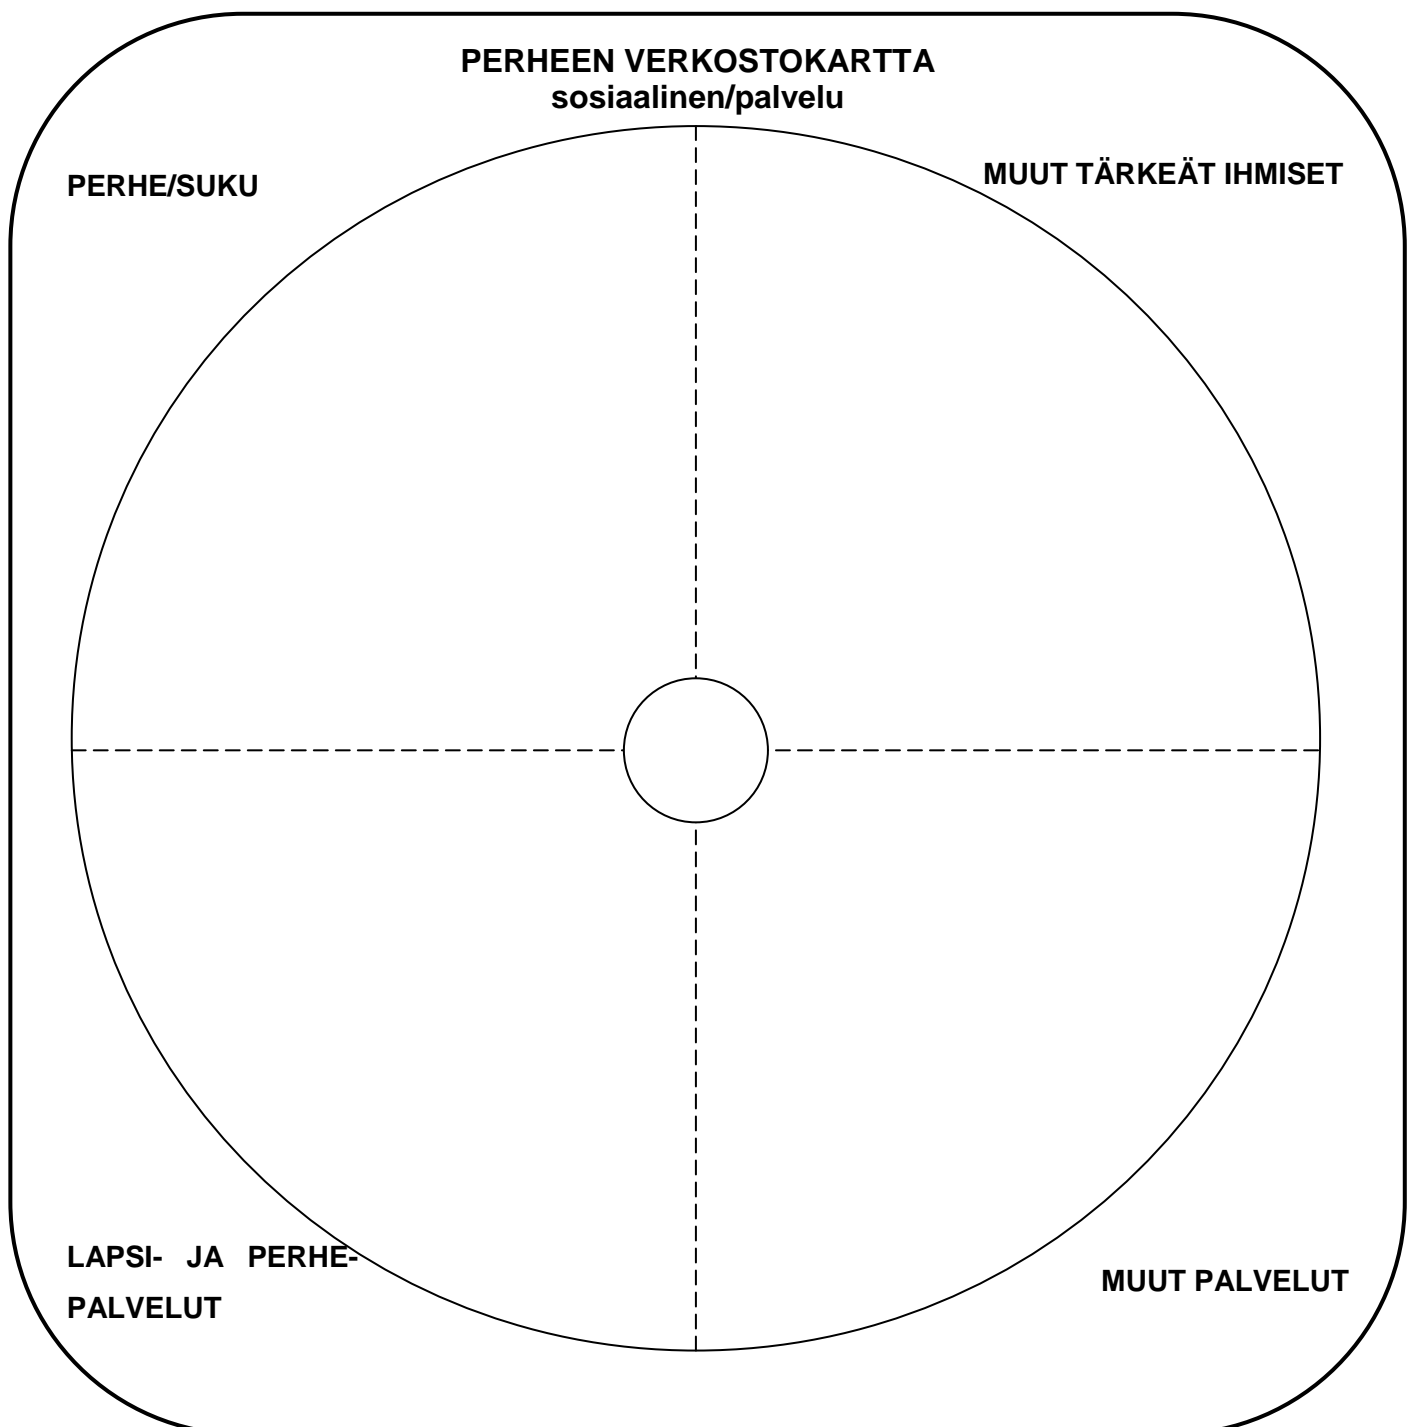 PERHEEN VERKOSTOKARTTA
sosiaalinen/palvelu
PERHE/SUKU
MUUT TÄRKEÄT IHMISET
LAPSI- JA PERHE-
PALVELUT
MUUT PALVELUT